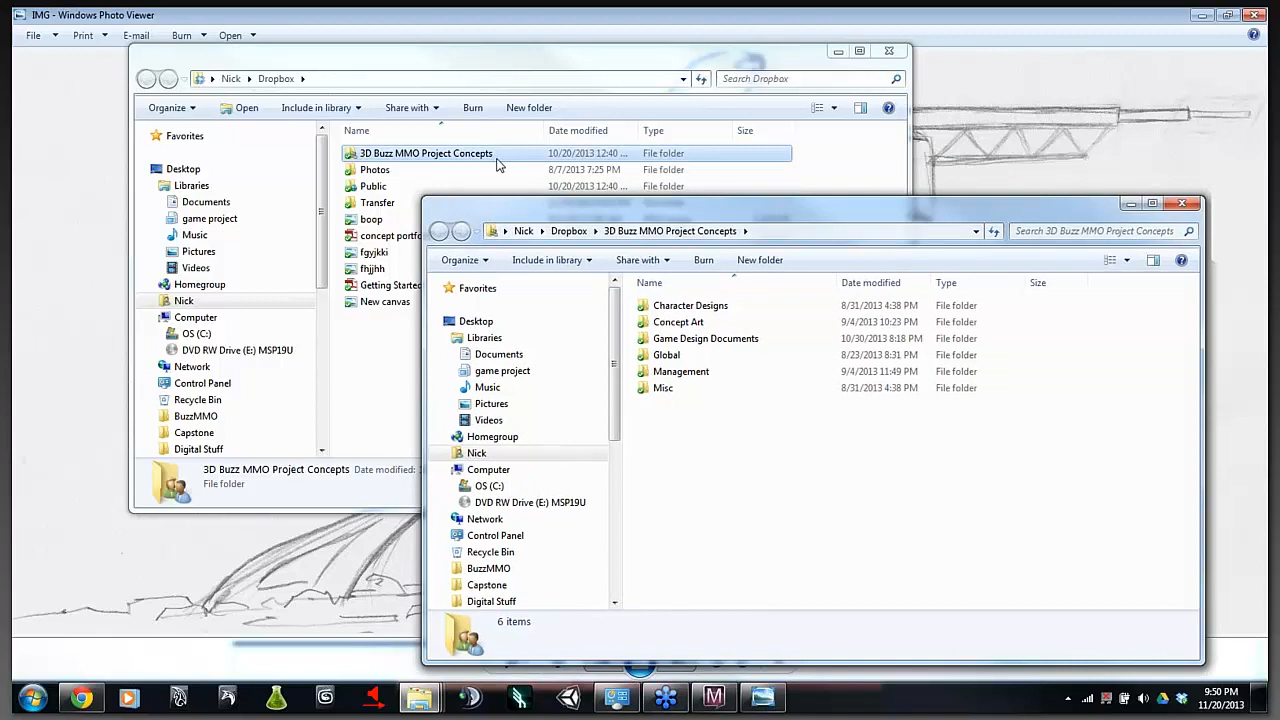 IMG - Windows Photo Viewer
File Print E-mail Burn Open
Nick Dropbox Search Dropbox
Organize Open Include in library Share with Burn New folder
Name Date modified Type Size
Favorites
Desktop
Libraries
Documents
game project
Music
Pictures
Videos
Homegroup
Nick
Computer
OS (C:)
DVD RW Drive (E:) MSP19U
Network
Control Panel
Recycle Bin
BuzzMMO
Capstone
Digital Stuff
3D Buzz MMO Project Concepts 10/20/2013 12:40 ... File folder
Photos 8/7/2013 7:25 PM File folder
Public 10/20/2013 12:40 ... File folder
Transfer
boop
concept portfo
fgyjkki
fhjjhh
Getting Started
New canvas
3D Buzz MMO Project Concepts Date modified:
File folder
Nick Dropbox 3D Buzz MMO Project Concepts Search 3D Buzz MMO Project Concepts
Organize Include in library Share with Burn New folder
Name Date modified Type Size
Favorites
Desktop
Libraries
Documents
game project
Music
Pictures
Videos
Homegroup
Nick
Computer
OS (C:)
DVD RW Drive (E:) MSP19U
Network
Control Panel
Recycle Bin
BuzzMMO
Capstone
Digital Stuff
Character Designs 8/31/2013 4:38 PM File folder
Concept Art 9/4/2013 10:23 PM File folder
Game Design Documents 10/30/2013 8:18 PM File folder
Global 8/23/2013 8:31 PM File folder
Management 9/4/2013 11:49 PM File folder
Misc 8/31/2013 4:38 PM File folder
6 items
9:50 PM
11/20/2013